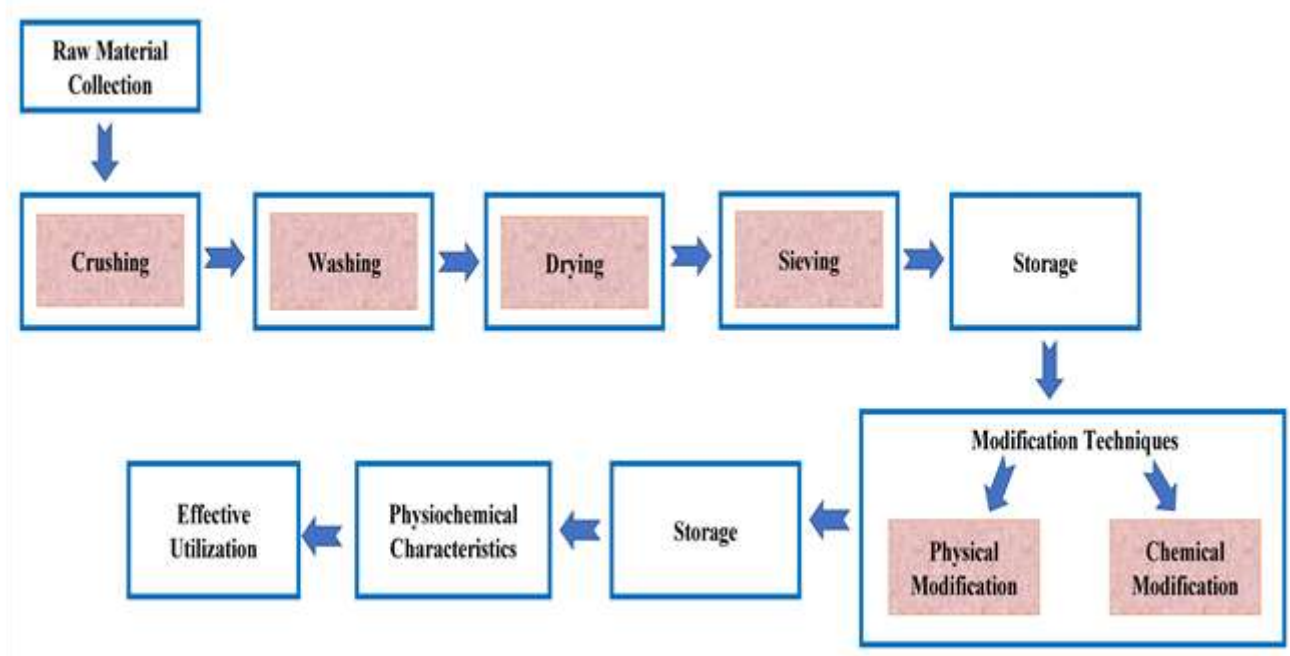 Raw Material
Collection
Crushing
Washing
Drying
Sieving
Storage
Modification Techniques
Physical
Modification
Chemical
Modification
Storage
Physiochemical
Characteristics
Effective
Utilization